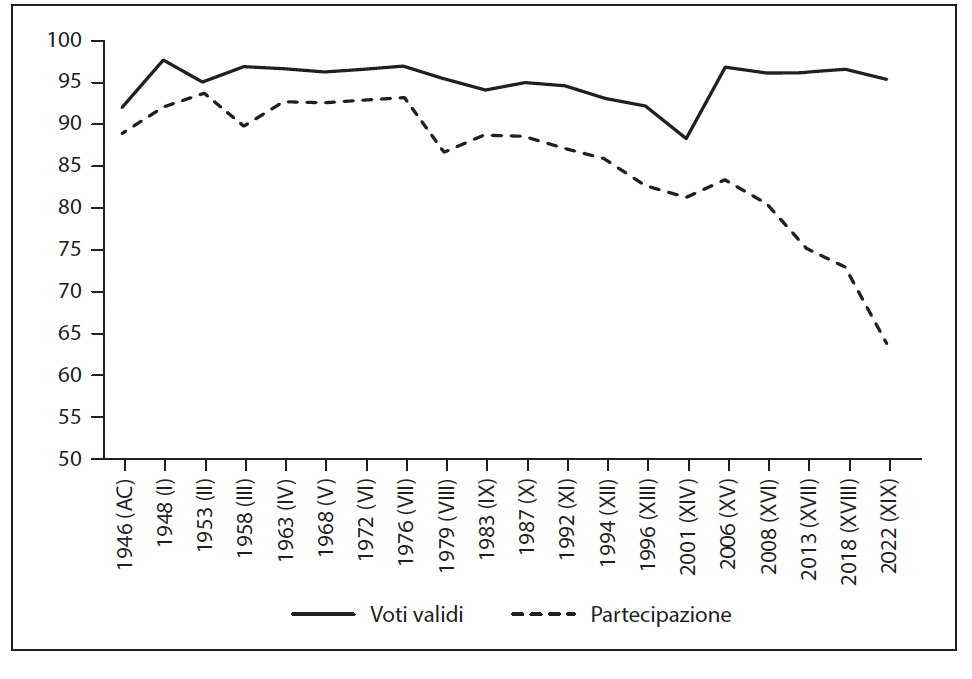 100
95
90
85
80
75
70
65
60
55
50
1946 (AC)
1948 (I)
1953 (II)
1958 (III)
1963 (IV)
1968 (V)
1972 (VI)
1976 (VII)
1979 (VIII)
1983 (IX)
1987 (X)
1992 (XI)
1994 (XII)
1996 (XIII)
2001 (XIV)
2006 (XV)
2008 (XVI)
2013 (XVII)
2018 (XVIII)
2022 (XIX)
Voti validi
Partecipazione